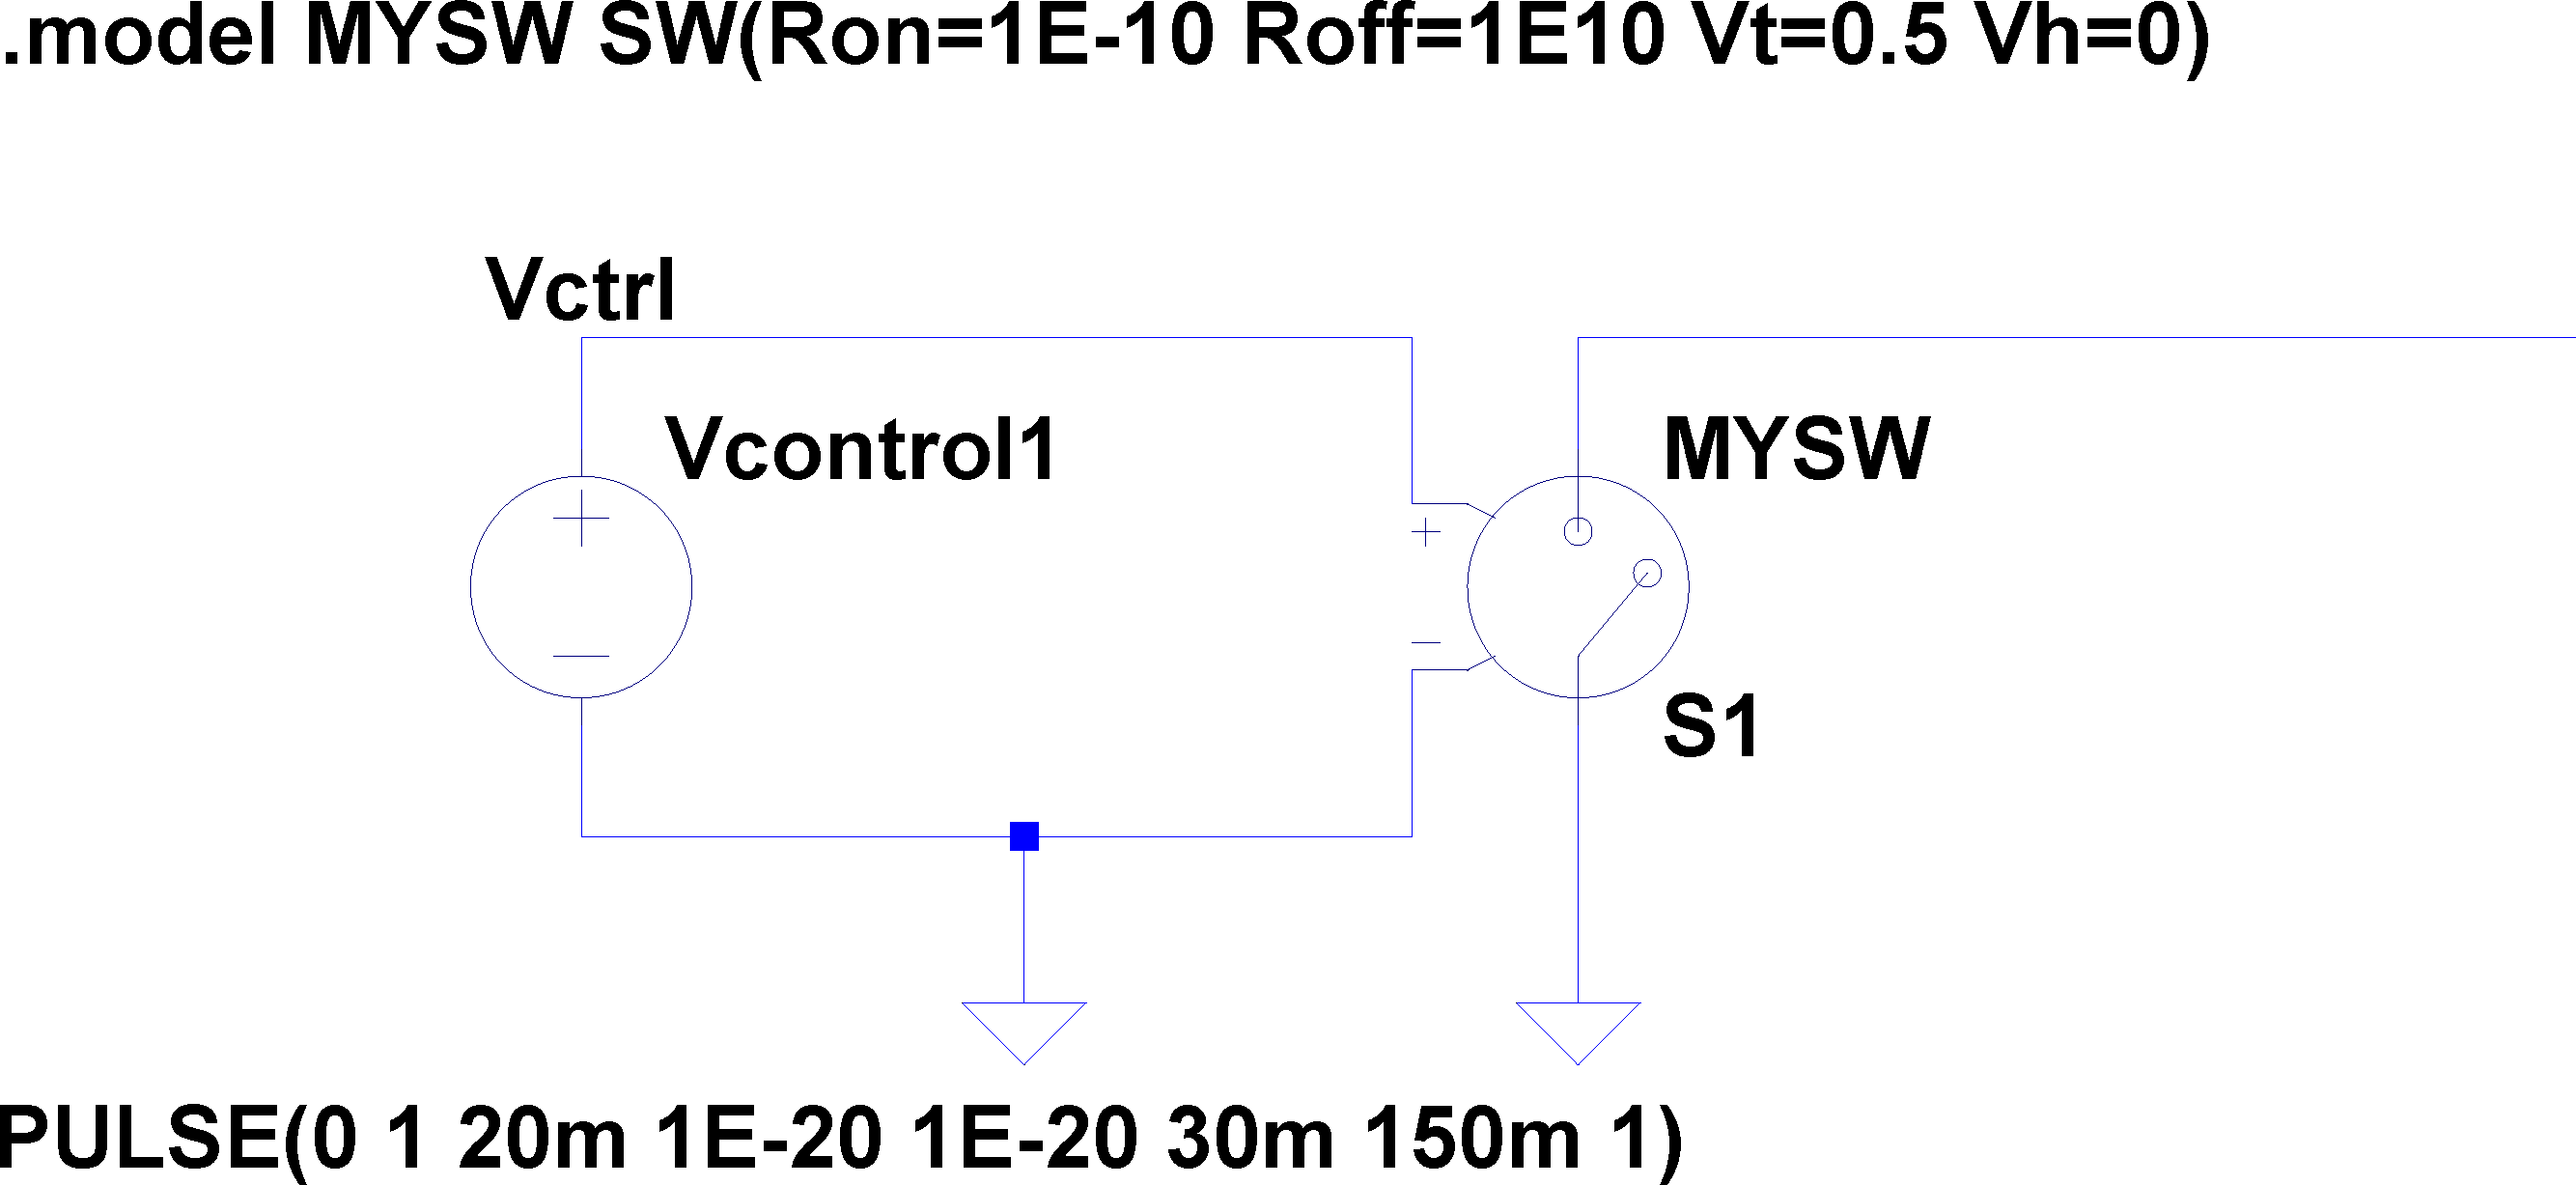 .model MYSW SW(Ron=1E-10 Roff=1E10 Vt=0.5 Vh=0)
Vctrl
Vcontrol1
MYSW
S1
PULSE(0 1 20m 1E-20 1E-20 30m 150m 1)